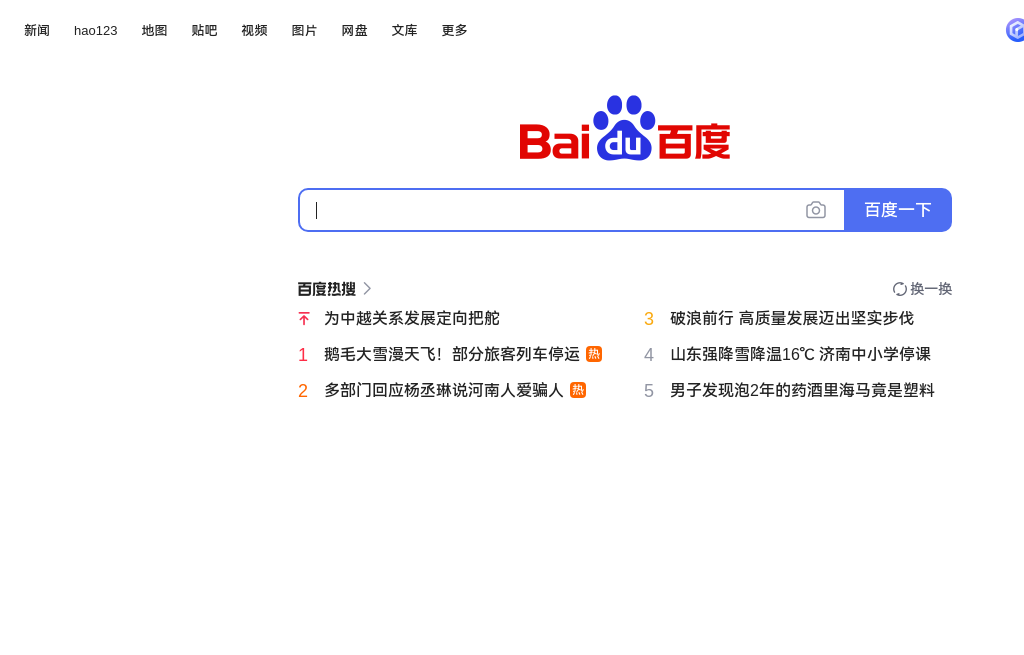 新闻 hao123 地图 贴吧 视频 图片 网盘 文库 更多
Bai du 百度
百度一下
百度热搜 换一换
为中越关系发展定向把舵
1 鹅毛大雪漫天飞！部分旅客列车停运 热
2 多部门回应杨丞琳说河南人爱骗人 热
3 破浪前行 高质量发展迈出坚实步伐
4 山东强降雪降温16℃ 济南中小学停课
5 男子发现泡2年的药酒里海马竟是塑料